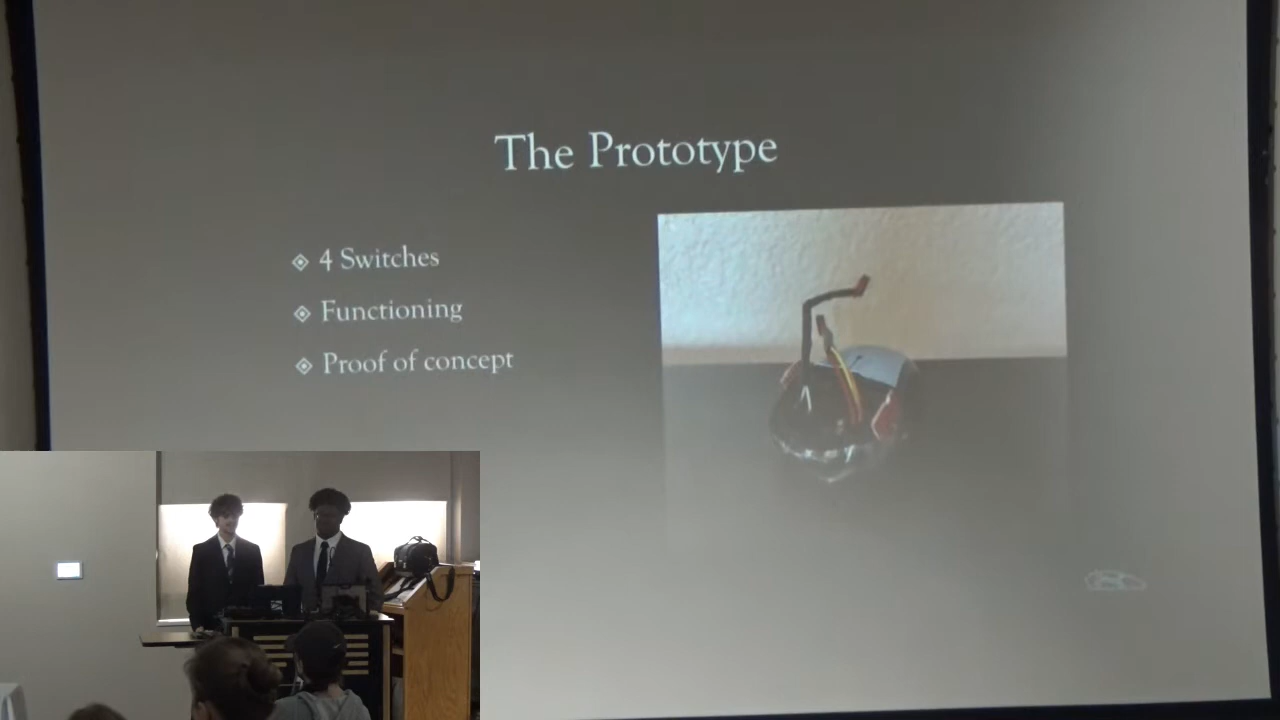 The Prototype
4 Switches
Functioning
Proof of concept